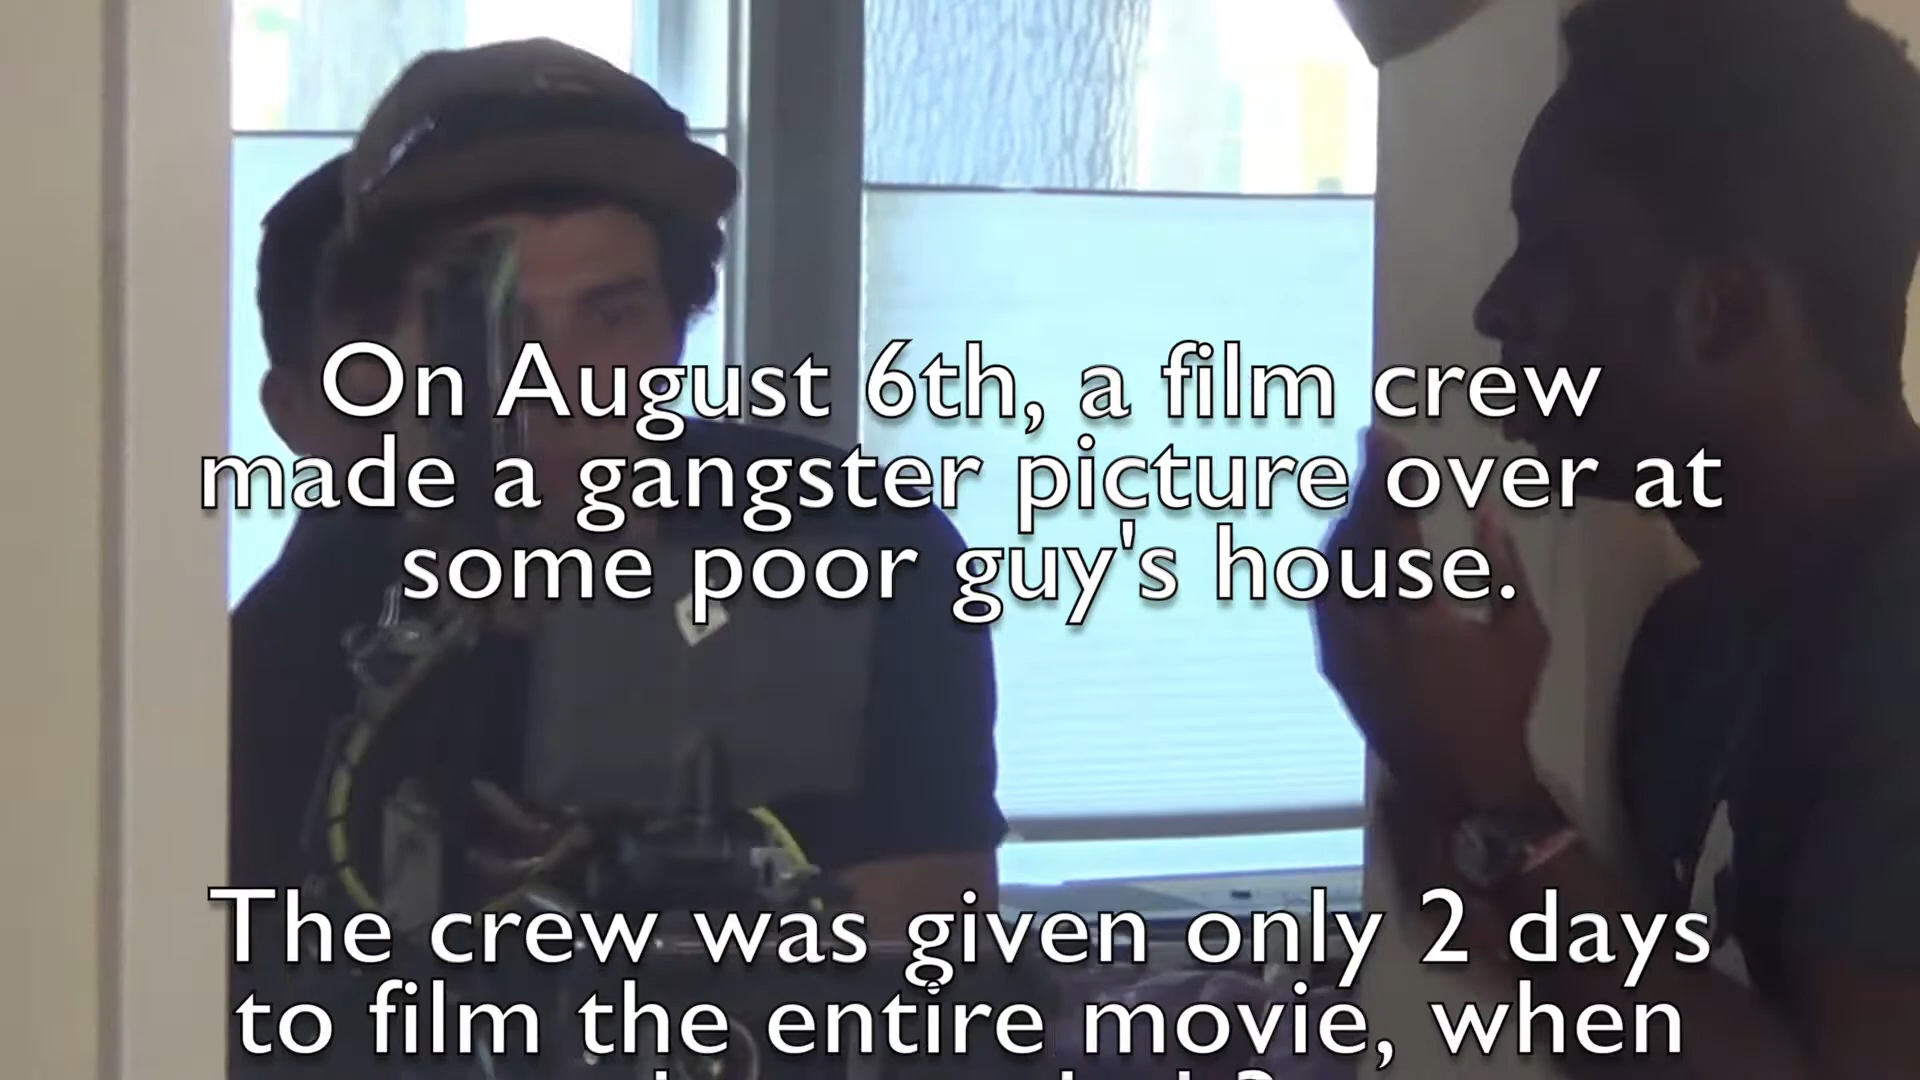 On August 6th, a film crew
made a gangster picture over at
some poor guy's house.
The crew was given only 2 days
to film the entire movie, when